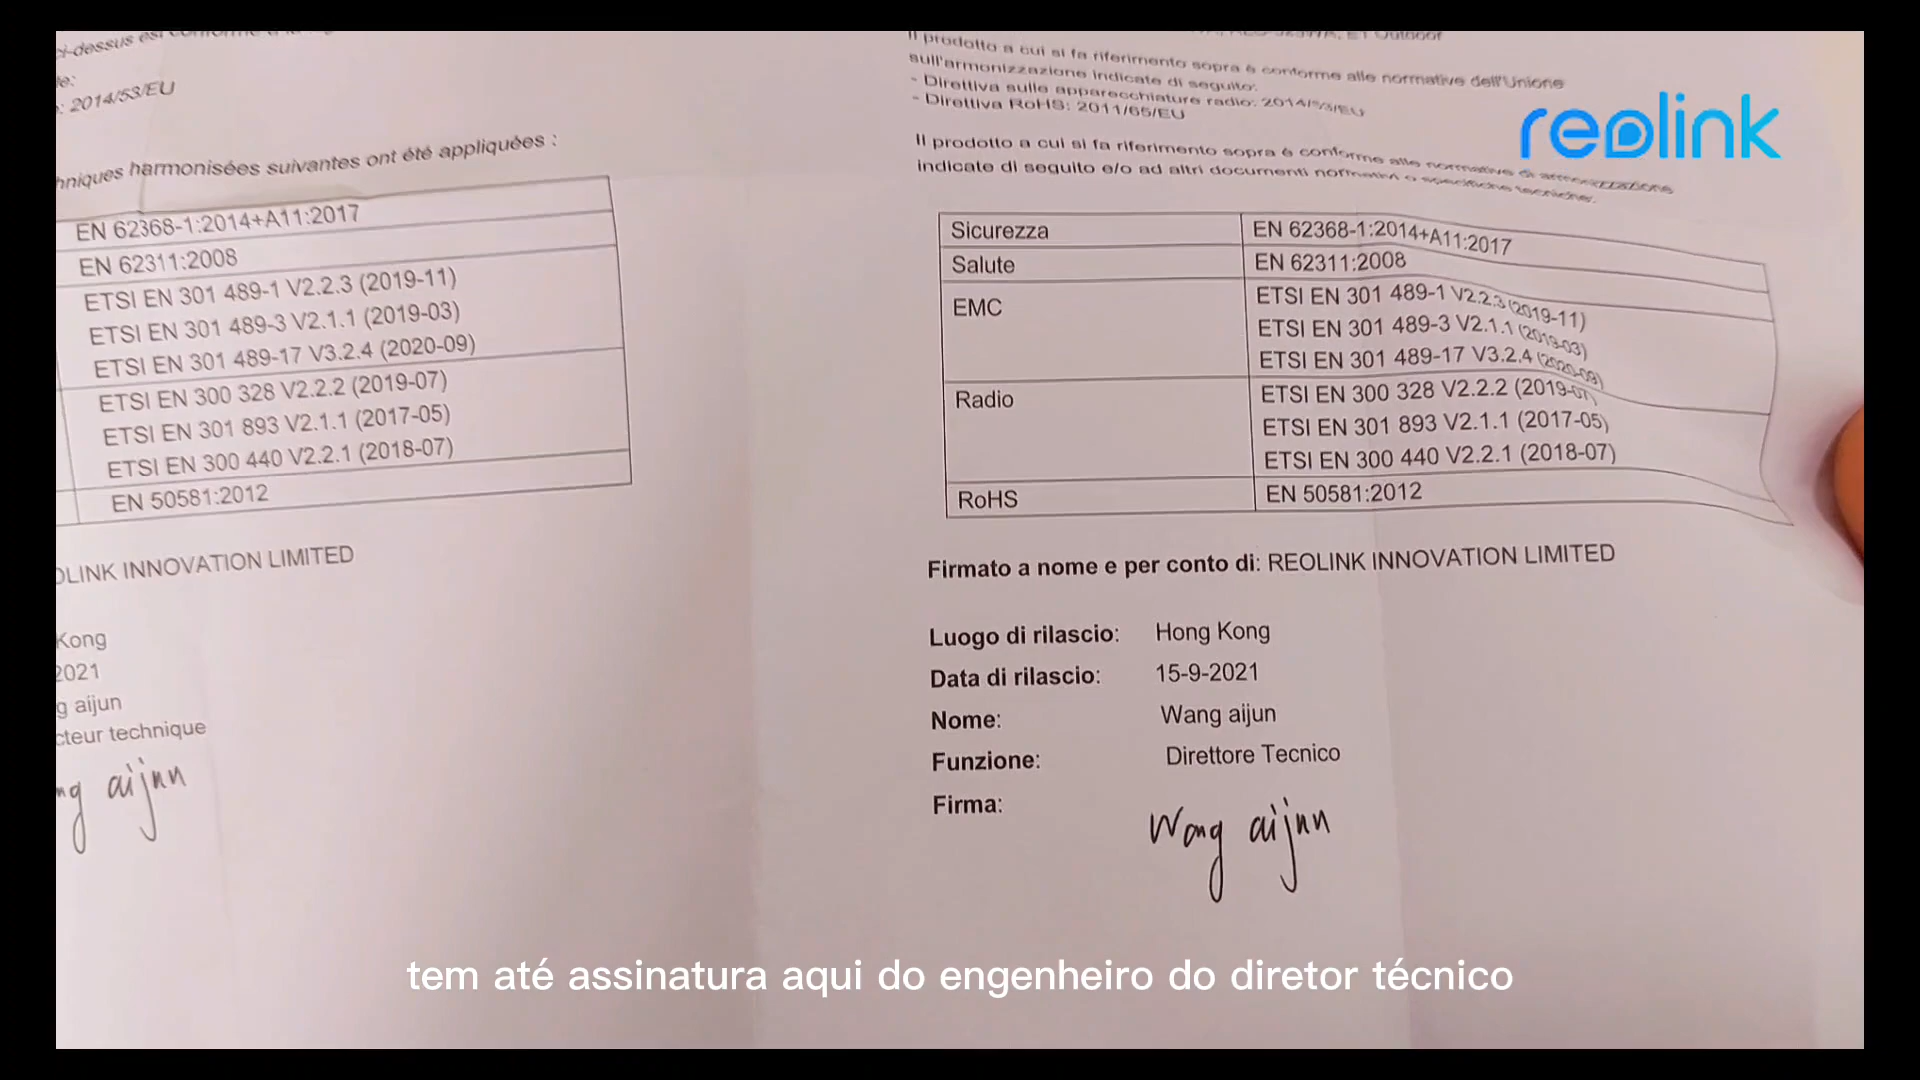 ci-dessus est conforme à la
te:
: 2014/53/EU
hniques harmonisées suivantes ont été appliquées :
EN 62368-1:2014+A11:2017
EN 62311:2008
ETSI EN 301 489-1 V2.2.3 (2019-11)
ETSI EN 301 489-3 V2.1.1 (2019-03)
ETSI EN 301 489-17 V3.2.4 (2020-09)
ETSI EN 300 328 V2.2.2 (2019-07)
ETSI EN 301 893 V2.1.1 (2017-05)
ETSI EN 300 440 V2.2.1 (2018-07)
EN 50581:2012
OLINK INNOVATION LIMITED
Kong
2021
g aijun
cteur technique
ng aijun
E1 Outdoor
Il prodotto a cui si fa riferimento sopra è conforme alle normative dell'Unione
sull'armonizzazione indicate di seguito:
- Direttiva sulle apparecchiature radio: 2014/53/EU
- Direttiva RoHS: 2011/65/EU
reolink
Il prodotto a cui si fa riferimento sopra è conforme alle normative di armonizzazione
indicate di seguito e/o ad altri documenti normativi o specifiche tecniche.
Sicurezza EN 62368-1:2014+A11:2017
Salute EN 62311:2008
EMC ETSI EN 301 489-1 V2.2.3 (2019-11)
ETSI EN 301 489-3 V2.1.1 (2019-03)
ETSI EN 301 489-17 V3.2.4 (2020-09)
Radio ETSI EN 300 328 V2.2.2 (2019-07)
ETSI EN 301 893 V2.1.1 (2017-05)
ETSI EN 300 440 V2.2.1 (2018-07)
RoHS EN 50581:2012
Firmato a nome e per conto di: REOLINK INNOVATION LIMITED
Luogo di rilascio: Hong Kong
Data di rilascio: 15-9-2021
Nome: Wang aijun
Funzione: Direttore Tecnico
Firma: Wang aijun
tem até assinatura aqui do engenheiro do diretor técnico